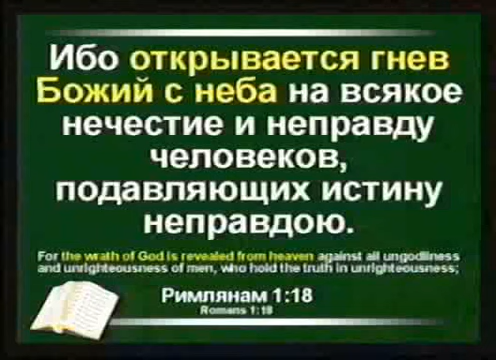 Ибо открывается гнев
Божий с неба на всякое
нечестие и неправду
человеков,
подавляющих истину
неправдою.
For the wrath of God is revealed from heaven against all ungodliness
and unrighteousness of men, who hold the truth in unrighteousness;
Римлянам 1:18
Romans 1:18